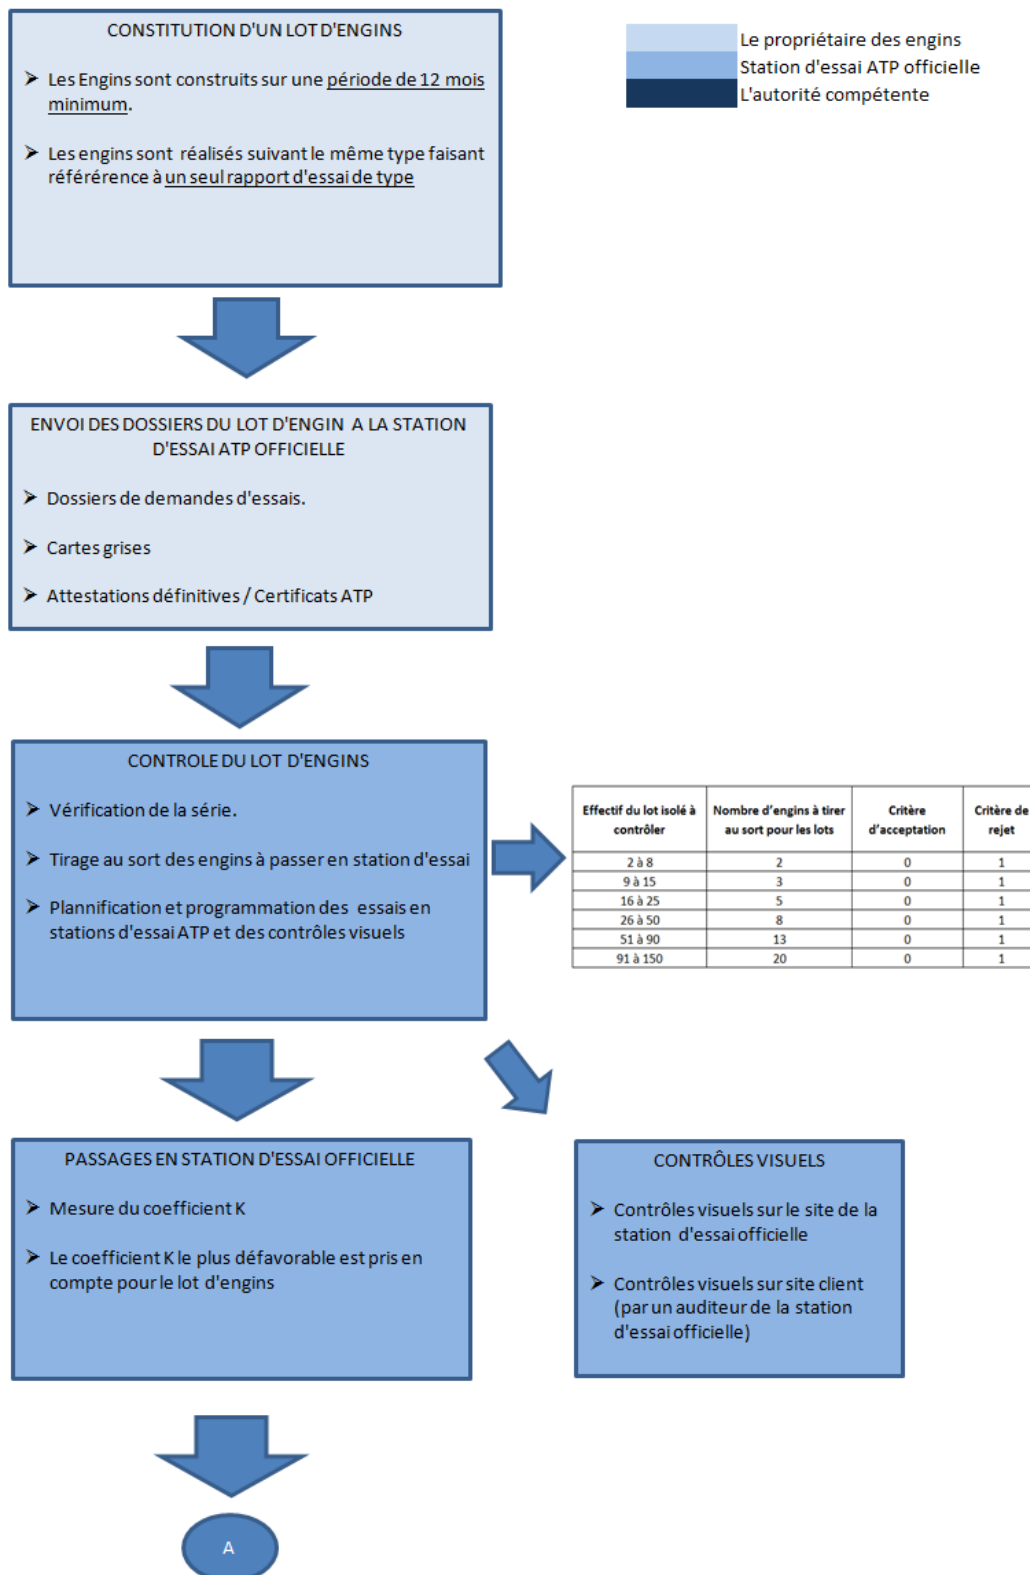 CONSTITUTION D'UN LOT D'ENGINS
➢ Les Engins sont construits sur une période de 12 mois
minimum.
➢ Les engins sont réalisés suivant le même type faisant
référérence à un seul rapport d'essai de type
Le propriétaire des engins
Station d'essai ATP officielle
L'autorité compétente
ENVOI DES DOSSIERS DU LOT D'ENGIN A LA STATION
D'ESSAI ATP OFFICIELLE
➢ Dossiers de demandes d'essais.
➢ Cartes grises
➢ Attestations définitives / Certificats ATP
CONTROLE DU LOT D'ENGINS
➢ Vérification de la série.
➢ Tirage au sort des engins à passer en station d'essai
➢ Plannification et programmation des essais en
stations d'essai ATP et des contrôles visuels
Effectif du lot isolé à Nombre d'engins à tirer Critère Critère de
contrôler au sort pour les lots d'acceptation rejet
2 à 8 2 0 1
9 à 15 3 0 1
16 à 25 5 0 1
26 à 50 8 0 1
51 à 90 13 0 1
91 à 150 20 0 1
PASSAGES EN STATION D'ESSAI OFFICIELLE
➢ Mesure du coefficient K
➢ Le coefficient K le plus défavorable est pris en
compte pour le lot d'engins
CONTRÔLES VISUELS
➢ Contrôles visuels sur le site de la
station d'essai officielle
➢ Contrôles visuels sur site client
(par un auditeur de la station
d'essai officielle)
A